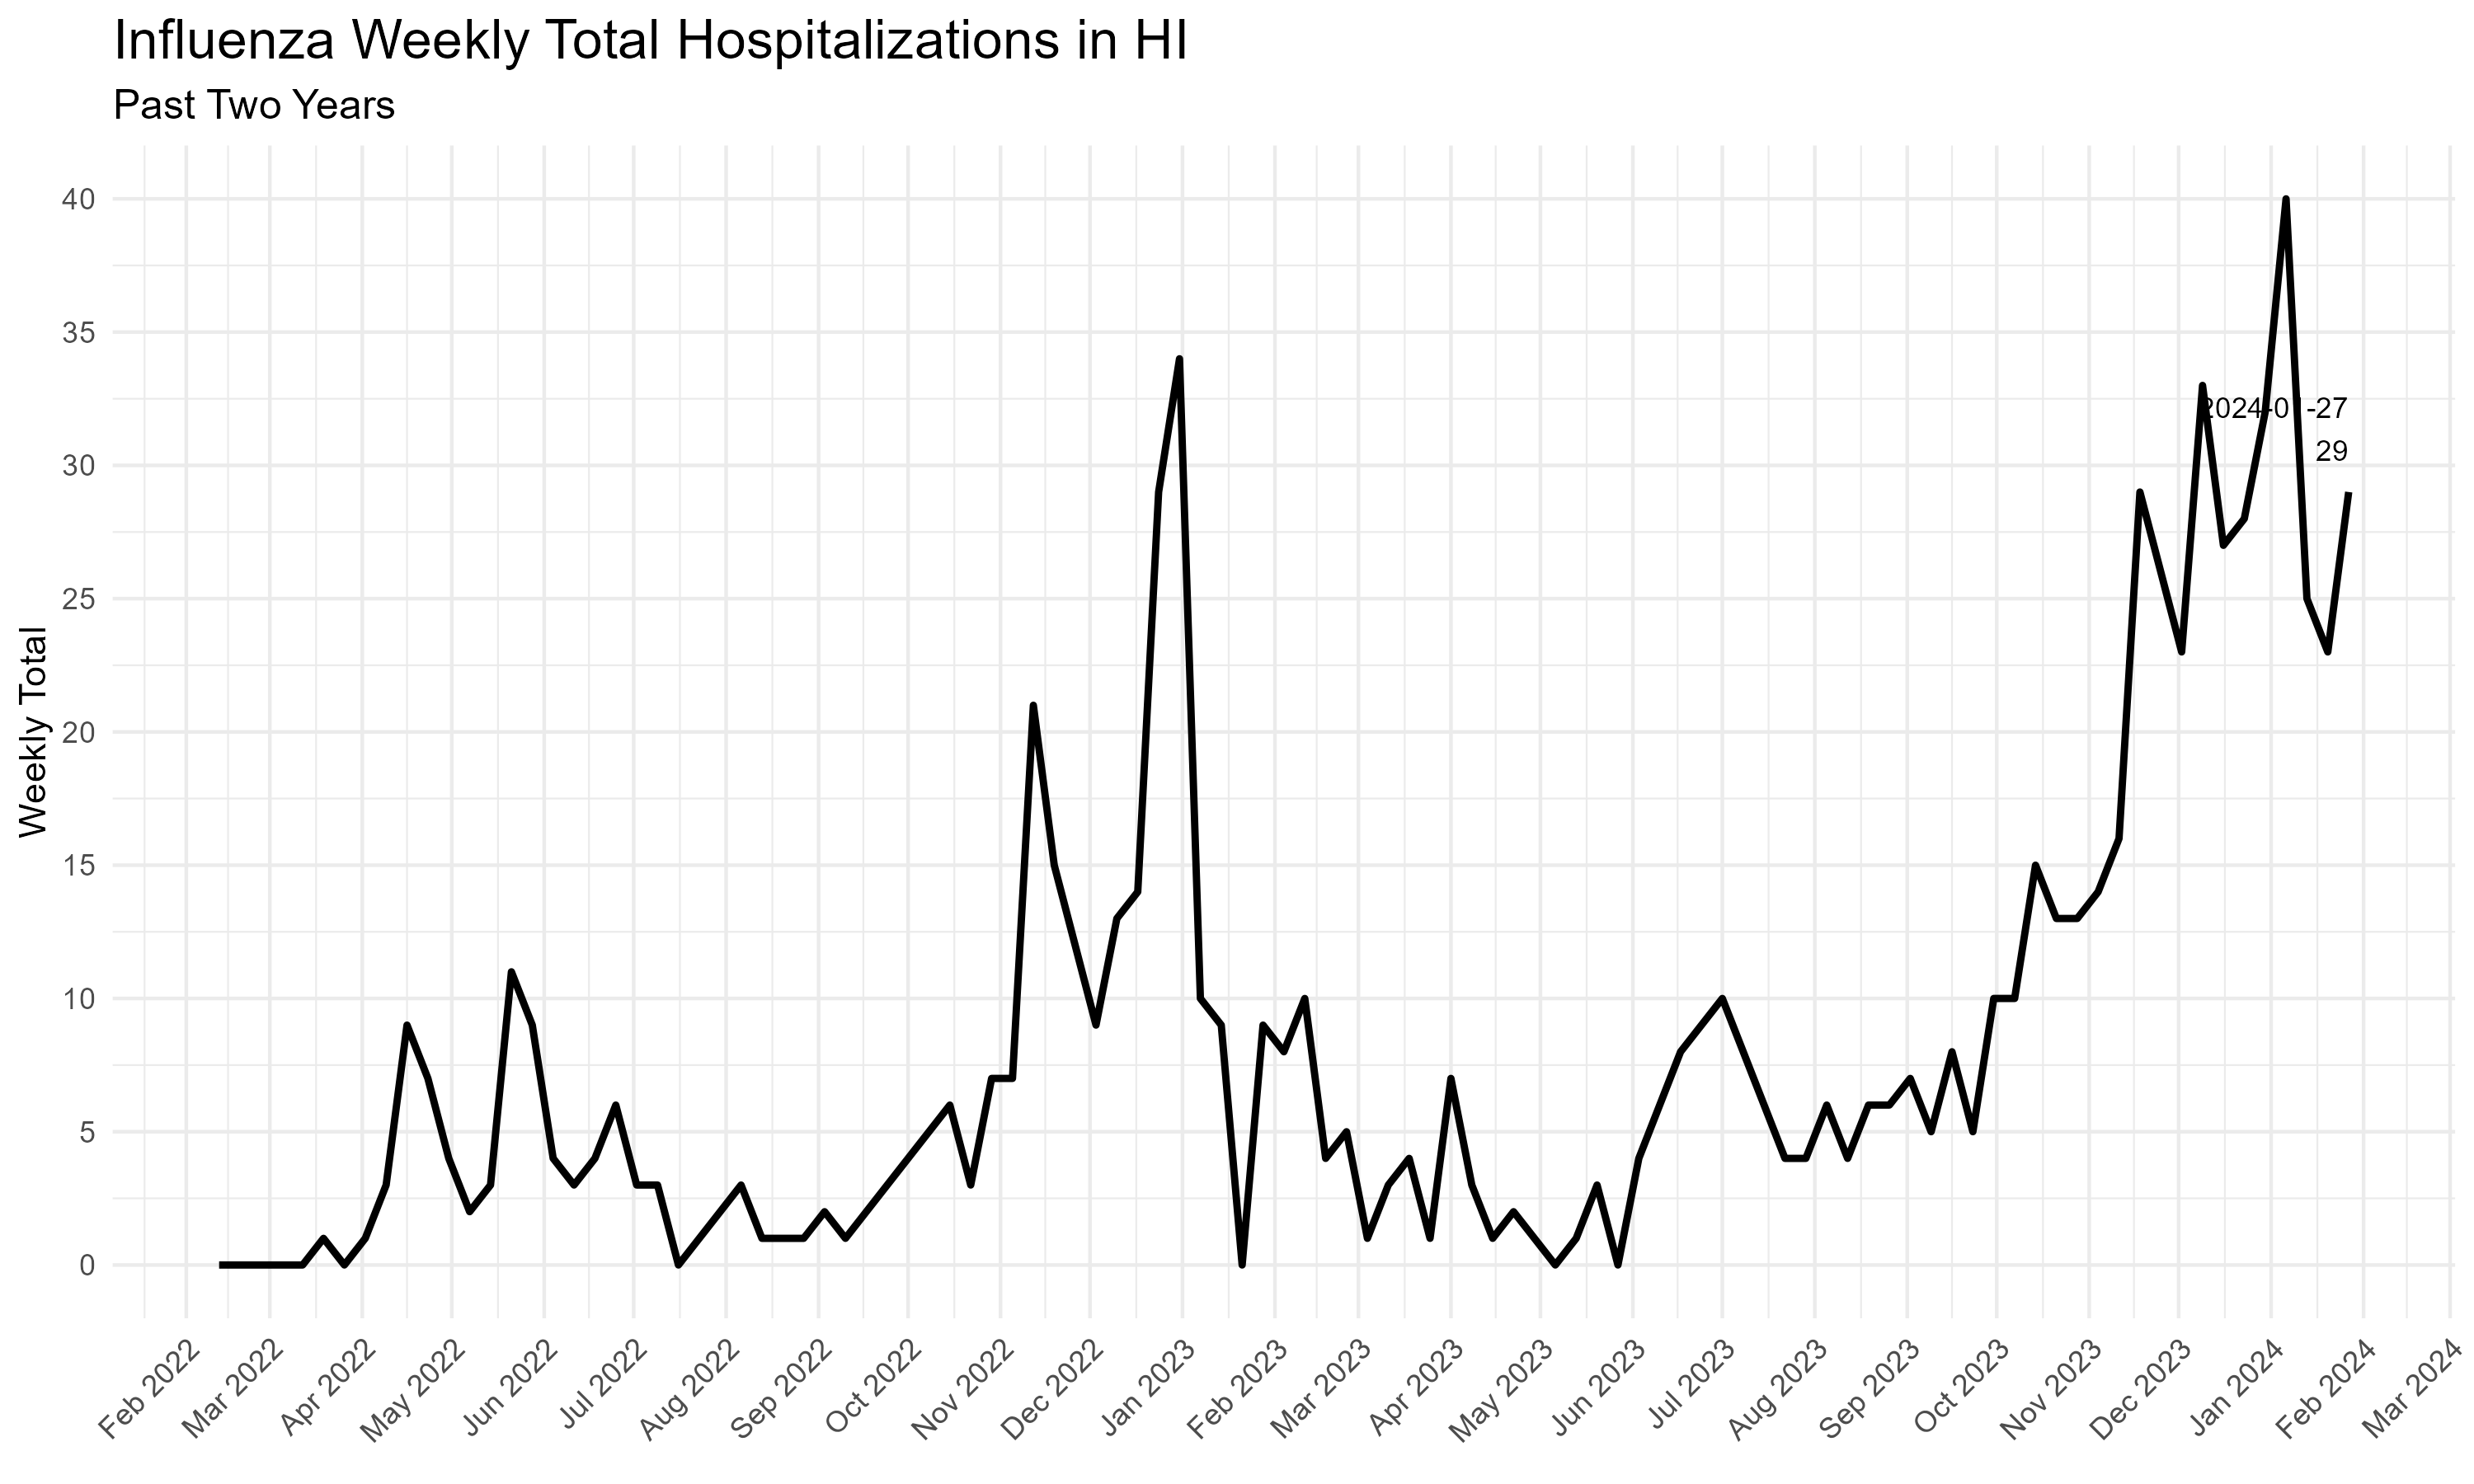 Influenza Weekly Total Hospitalizations in HI
Past Two Years
Weekly Total
40
35
30
25
20
15
10
5
0
2024-01-27
29
Feb 2022
Mar 2022
Apr 2022
May 2022
Jun 2022
Jul 2022
Aug 2022
Sep 2022
Oct 2022
Nov 2022
Dec 2022
Jan 2023
Feb 2023
Mar 2023
Apr 2023
May 2023
Jun 2023
Jul 2023
Aug 2023
Sep 2023
Oct 2023
Nov 2023
Dec 2023
Jan 2024
Feb 2024
Mar 2024